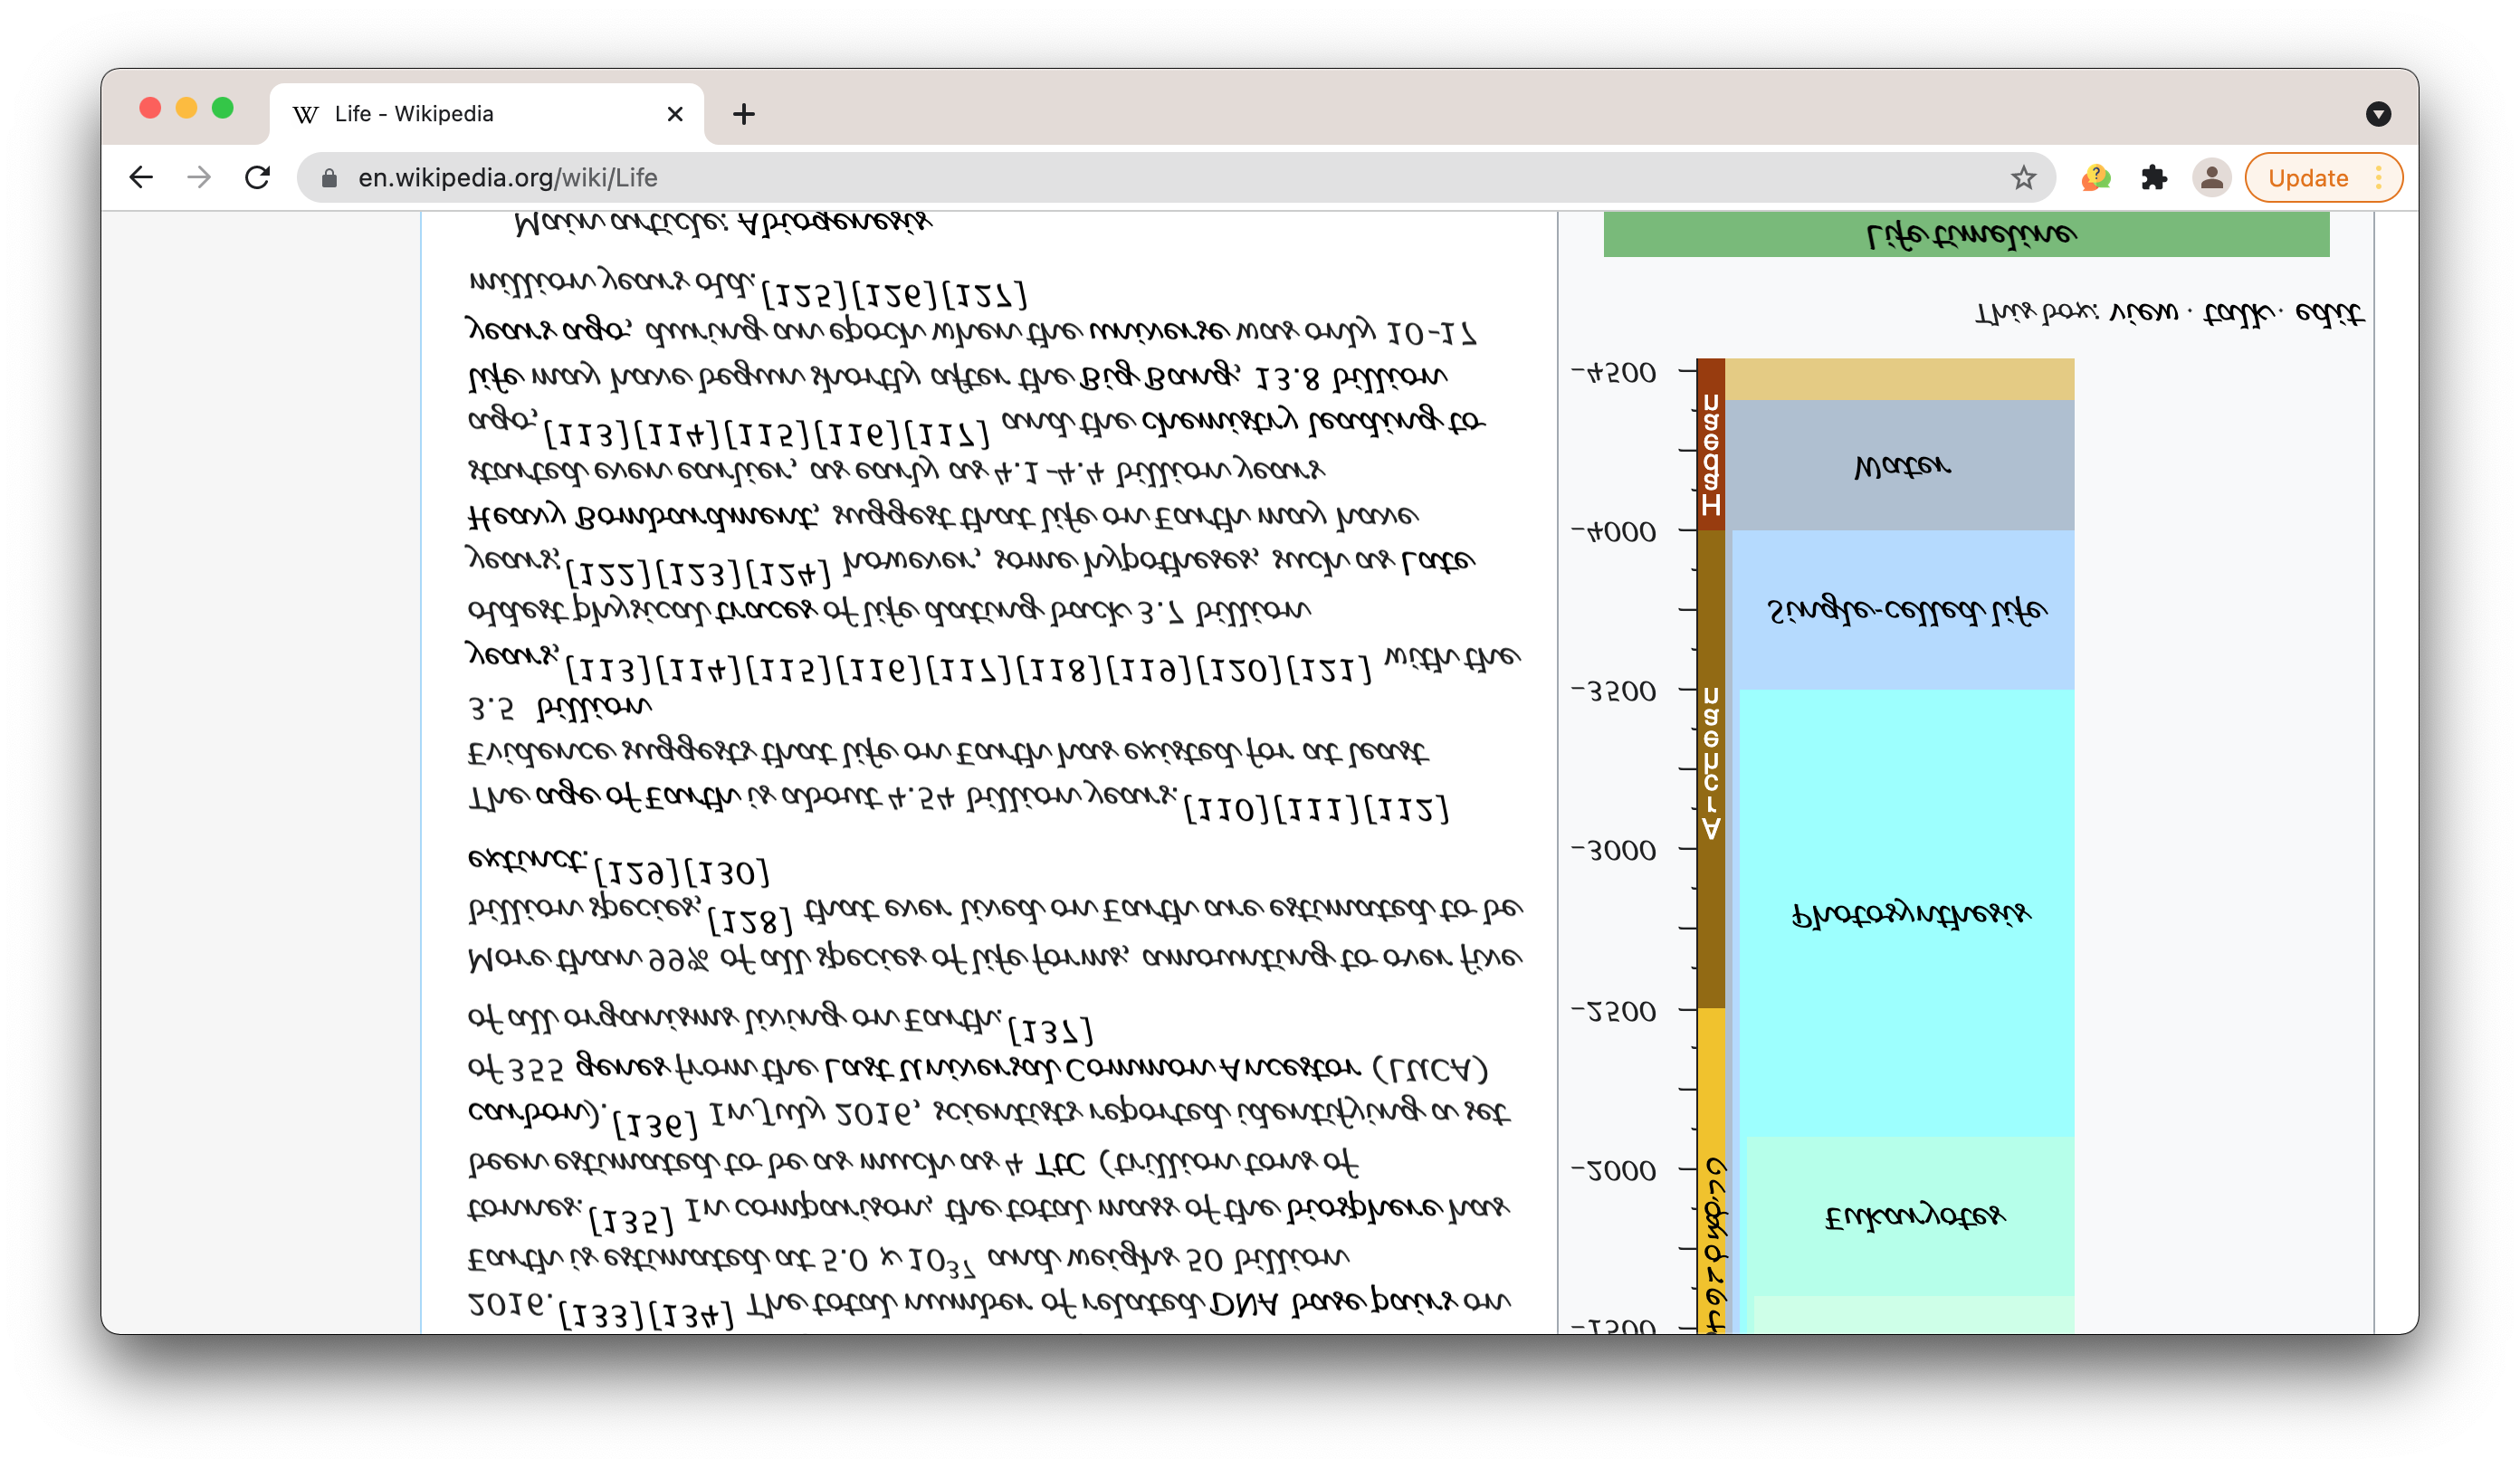 Life - Wikipedia
en.wikipedia.org/wiki/Life
Update
Main article: Abiogenesis
The age of Earth is about 4.54 billion years.[110][111][112]
Evidence suggests that life on Earth has existed for at least
3.5 billion
years,[113][114][115][116][117][118][119][120][121] with the
oldest physical traces of life dating back 3.7 billion
years;[122][123][124] however, some hypotheses, such as Late
Heavy Bombardment, suggest that life on Earth may have
started even earlier, as early as 4.1–4.4 billion years
ago,[113][114][115][116][117] and the chemistry leading to
life may have begun shortly after the Big Bang, 13.8 billion
years ago, during an epoch when the universe was only 10–17
million years old.[125][126][127]
More than 99% of all species of life forms, amounting to over five
billion species,[128] that ever lived on Earth are estimated to be
extinct.[129][130]
2016.[133][134] The total number of related DNA base pairs on
Earth is estimated at 5.0 x 1037 and weighs 50 billion
tonnes.[135] In comparison, the total mass of the biosphere has
been estimated to be as much as 4 TtC (trillion tons of
carbon).[136] In July 2016, scientists reported identifying a set
of 355 genes from the Last Universal Common Ancestor (LUCA)
of all organisms living on Earth.[137]
Life timeline
This box: view · talk · edit
−4500
Hadean
Water
−4000
Single-celled life
−3500
Archean
−3000
Photosynthesis
−2500
−2000
Eukaryotes
−1500